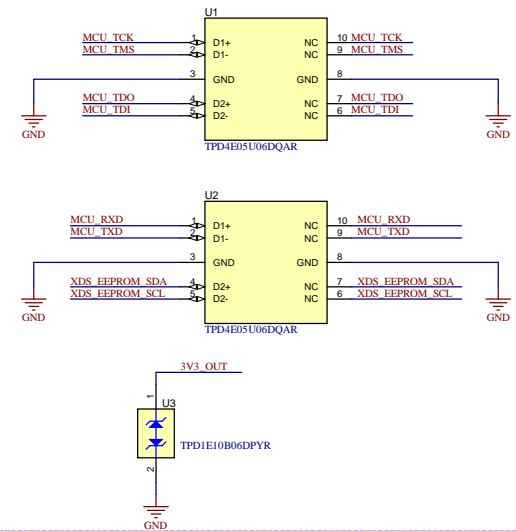 U1
MCU_TCK 1 D1+ NC 10 MCU_TCK
MCU_TMS 2 D1- NC 9 MCU_TMS
3 GND GND 8
MCU_TDO 4 D2+ NC 7 MCU_TDO
MCU_TDI 5 D2- NC 6 MCU_TDI
GND GND
TPD4E05U06DQAR
U2
MCU_RXD 1 D1+ NC 10 MCU_RXD
MCU_TXD 2 D1- NC 9 MCU_TXD
3 GND GND 8
XDS_EEPROM_SDA 4 D2+ NC 7 XDS_EEPROM_SDA
XDS_EEPROM_SCL 5 D2- NC 6 XDS_EEPROM_SCL
GND GND
TPD4E05U06DQAR
3V3_OUT
1
U3
TPD1E10B06DPYR
2
GND